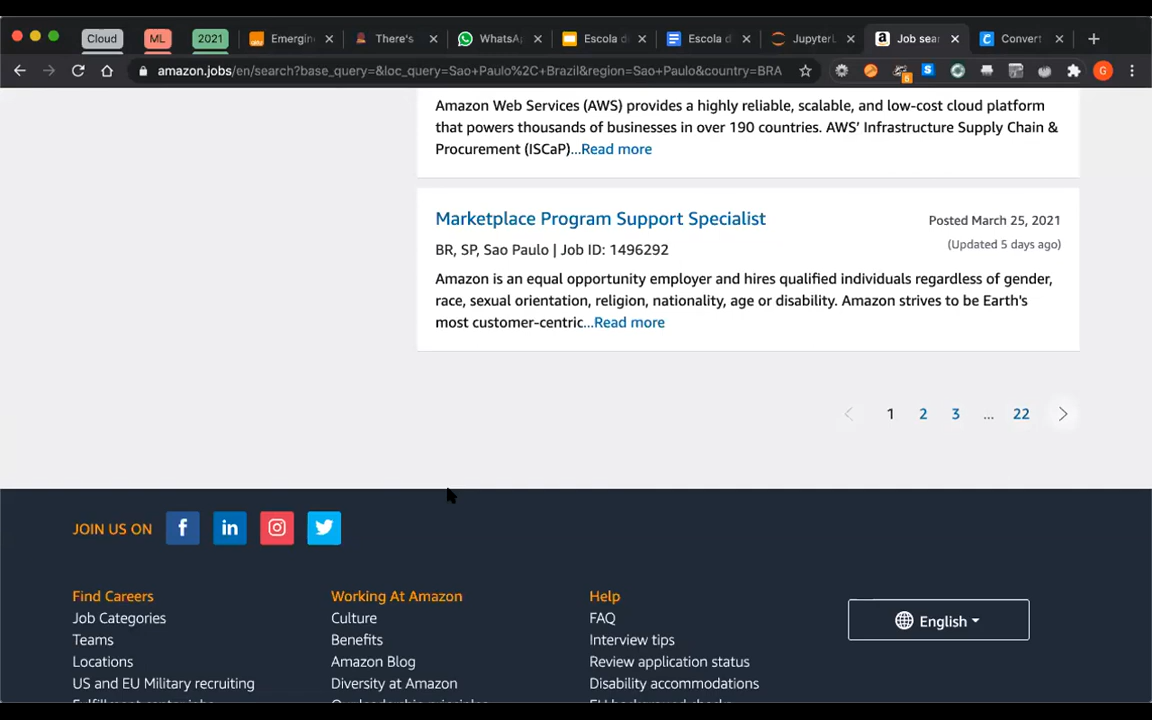 Cloud ML 2021 Emergin There's WhatsA Escola d Escola d JupyterL Job sea Convert
amazon.jobs/en/search?base_query=&loc_query=Sao+Paulo%2C+Brazil&region=Sao+Paulo&country=BRA
Amazon Web Services (AWS) provides a highly reliable, scalable, and low-cost cloud platform
that powers thousands of businesses in over 190 countries. AWS' Infrastructure Supply Chain &
Procurement (ISCaP)...Read more
Marketplace Program Support Specialist
Posted March 25, 2021
(Updated 5 days ago)
BR, SP, Sao Paulo | Job ID: 1496292
Amazon is an equal opportunity employer and hires qualified individuals regardless of gender,
race, sexual orientation, religion, nationality, age or disability. Amazon strives to be Earth's
most customer-centric...Read more
1 2 3 ... 22
JOIN US ON
Find Careers
Job Categories
Teams
Locations
US and EU Military recruiting
Working At Amazon
Culture
Benefits
Amazon Blog
Diversity at Amazon
Our leadership principles
Help
FAQ
Interview tips
Review application status
Disability accommodations
EU background checks
English